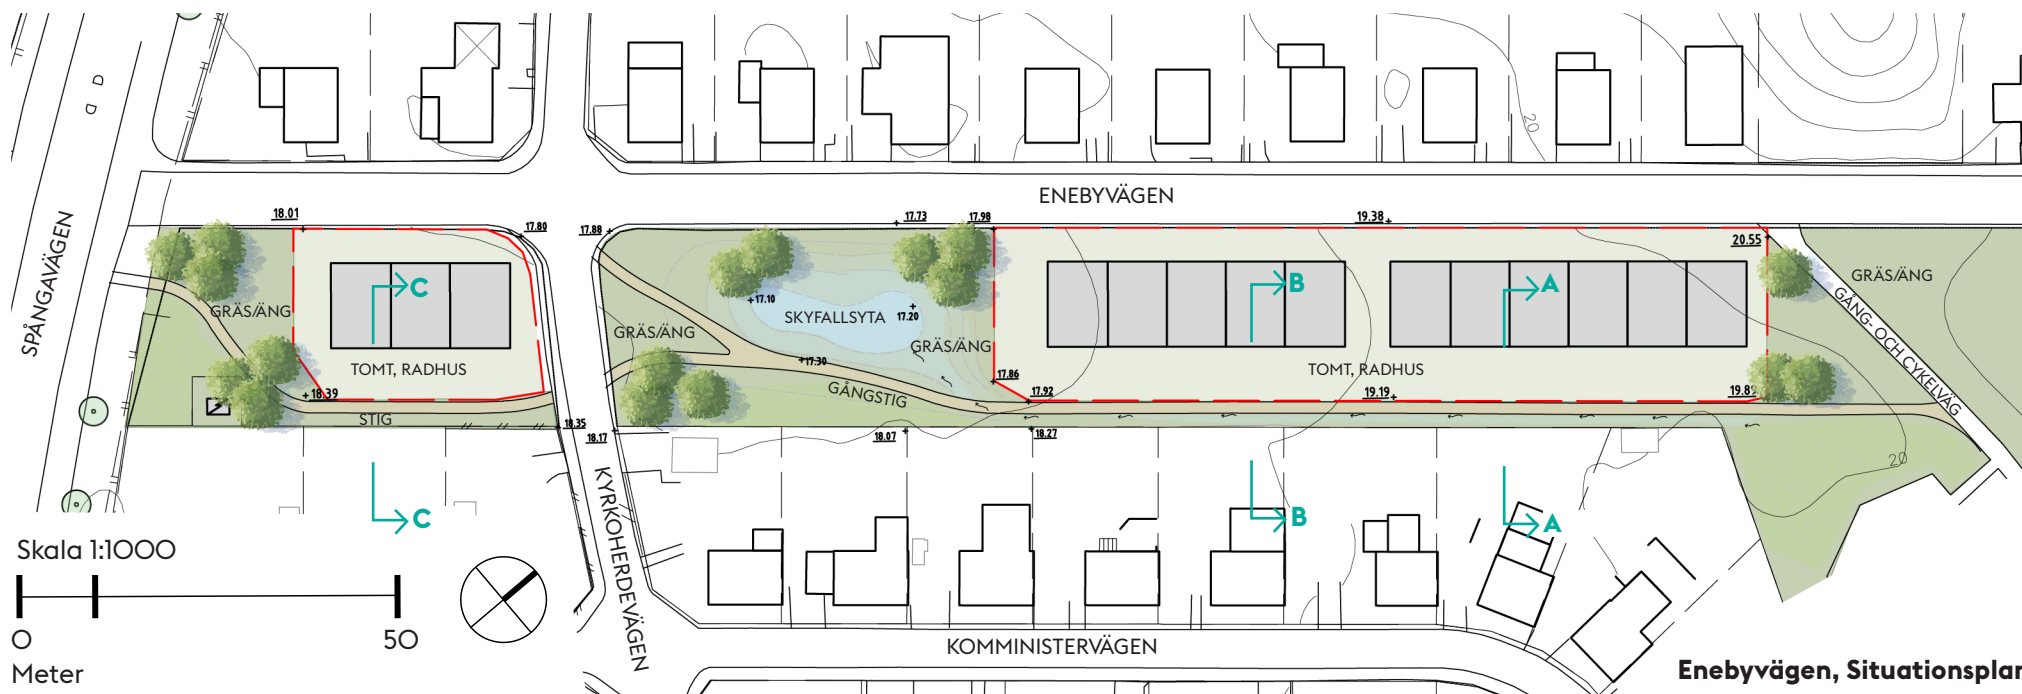 D
D
20
ENEBYVÄGEN
SPÅNGAVÄGEN
18.01
17.80
17.88
17.73
17.98
19.38
20.55
GRÄS/ÄNG
C
17.10
SKYFALLSYTA
17.20
B
A
GRÄS/ÄNG
GÅNG- OCH CYKELVÄG
GRÄS/ÄNG
GRÄS/ÄNG
17.30
TOMT, RADHUS
17.86
TOMT, RADHUS
18.39
GÅNGSTIG
17.92
19.19
19.89
STIG
18.35
18.17
18.07
18.27
20
KYRKOHERDEVÄGEN
C
B
A
Skala 1:1000
0
50
Meter
KOMMINISTERVÄGEN
Enebyvägen, Situationsplan